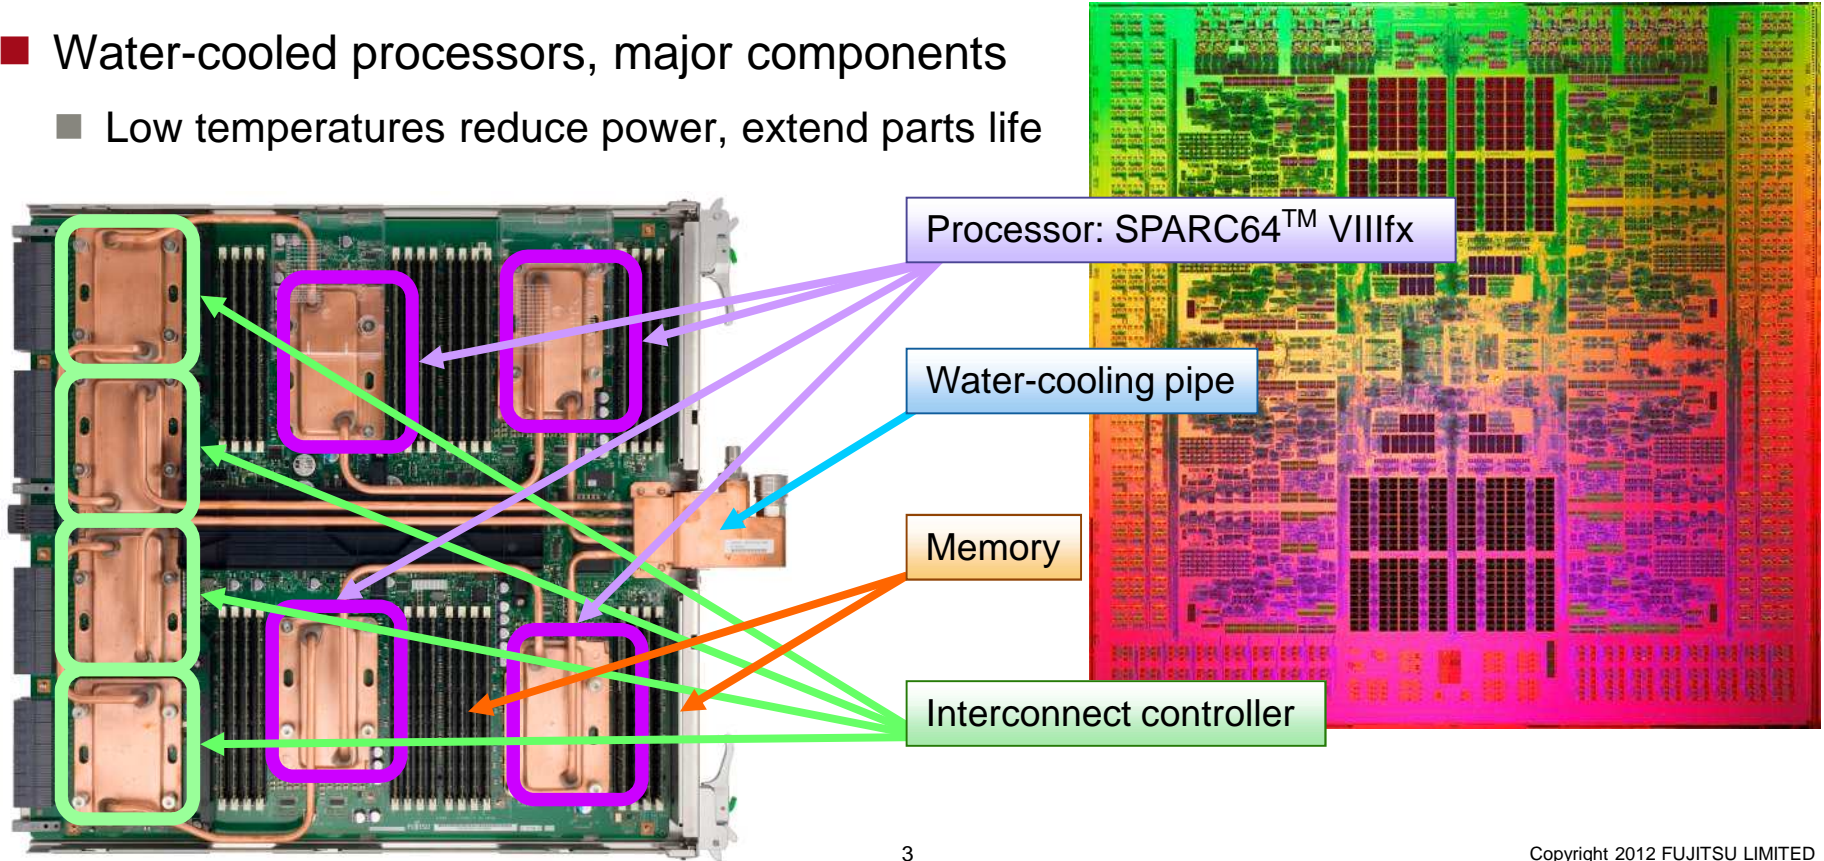 Water-cooled processors, major components
Low temperatures reduce power, extend parts life
Processor: SPARC64™ VIIIfx
Water-cooling pipe
Memory
Interconnect controller
FUJITSU
3
Copyright 2012 FUJITSU LIMITED